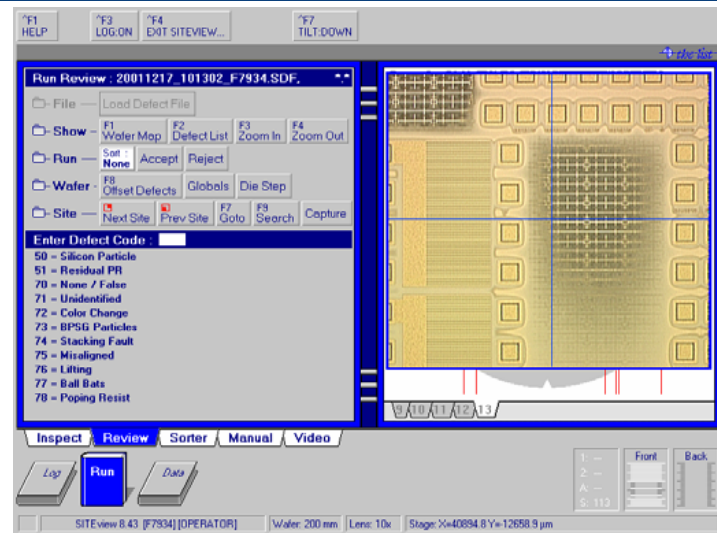 ^F1 HELP
^F3 LOG:ON
^F4 EXIT SITEVIEW...
^F7 TILT:DOWN
the list
Run Review : 20011217_101302_F7934.SDF, *.*
File — Load Defect File
Show - F1 Wafer Map F2 Defect List F3 Zoom In F4 Zoom Out
Run — Sort : None Accept Reject
Wafer - F8 Offset Defects Globals Die Step
Site — Next Site Prev Site F7 Goto F9 Search Capture
Enter Defect Code :
50 = Silicon Particle
51 = Residual PR
70 = None / False
71 = Unidentified
72 = Color Change
73 = BPSG Particles
74 = Stacking Fault
75 = Misaligned
76 = Lifting
77 = Ball Bats
78 = Poping Resist
9 10 11 12 13
Inspect Review Sorter Manual Video
Log Run Data
1: --
2: --
A: --
S: 113
Front Back
SITEview 8.43 [F7934] [OPERATOR] Wafer: 200 mm Lens: 10x Stage: X=40894.8 Y=-12658.9 µm